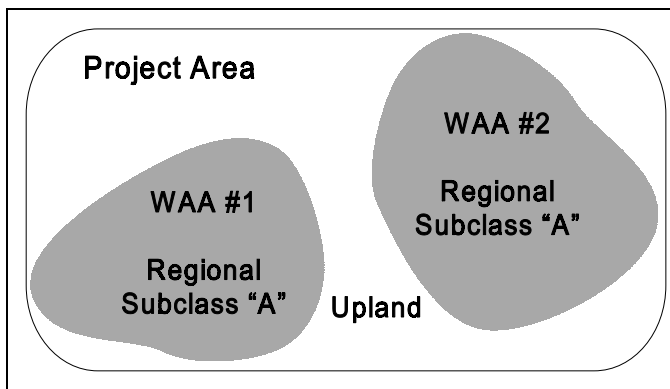 Project Area
WAA #1
Regional
Subclass “A”
WAA #2
Regional
Subclass “A”
Upland